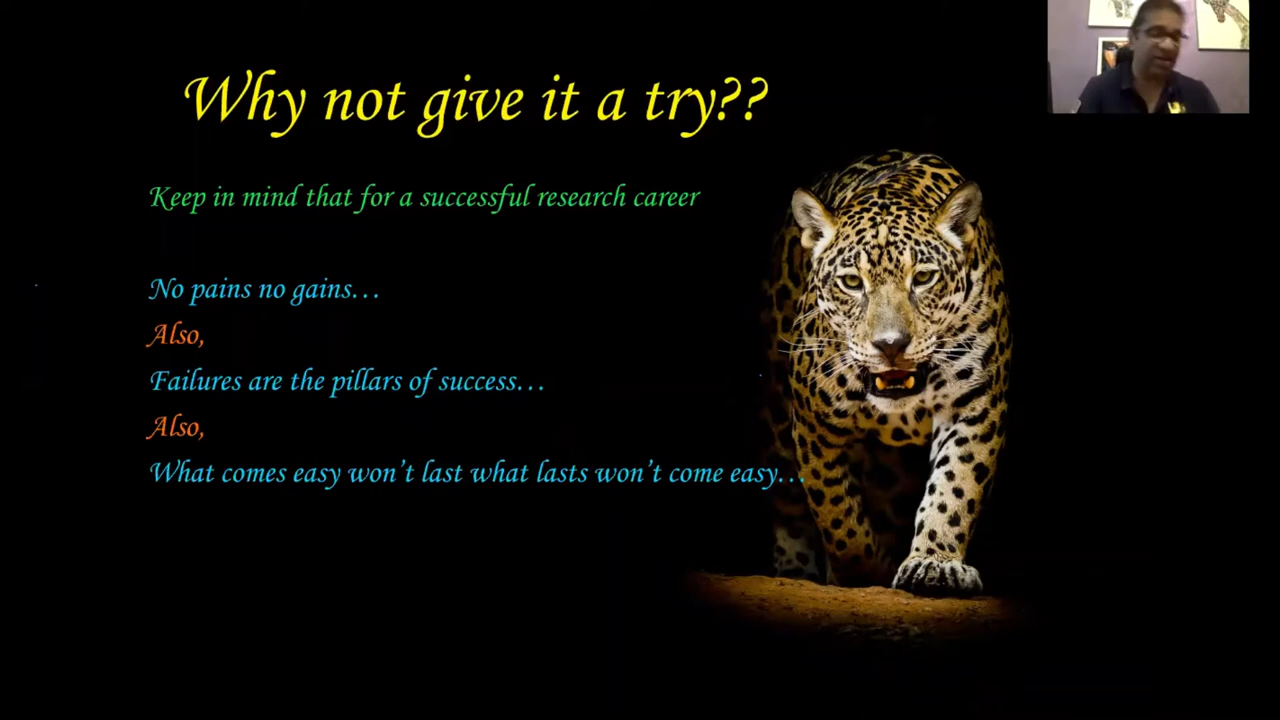 Why not give it a try??
Keep in mind that for a successful research career
No pains no gains…
Also,
Failures are the pillars of success…
Also,
What comes easy won’t last what lasts won’t come easy…